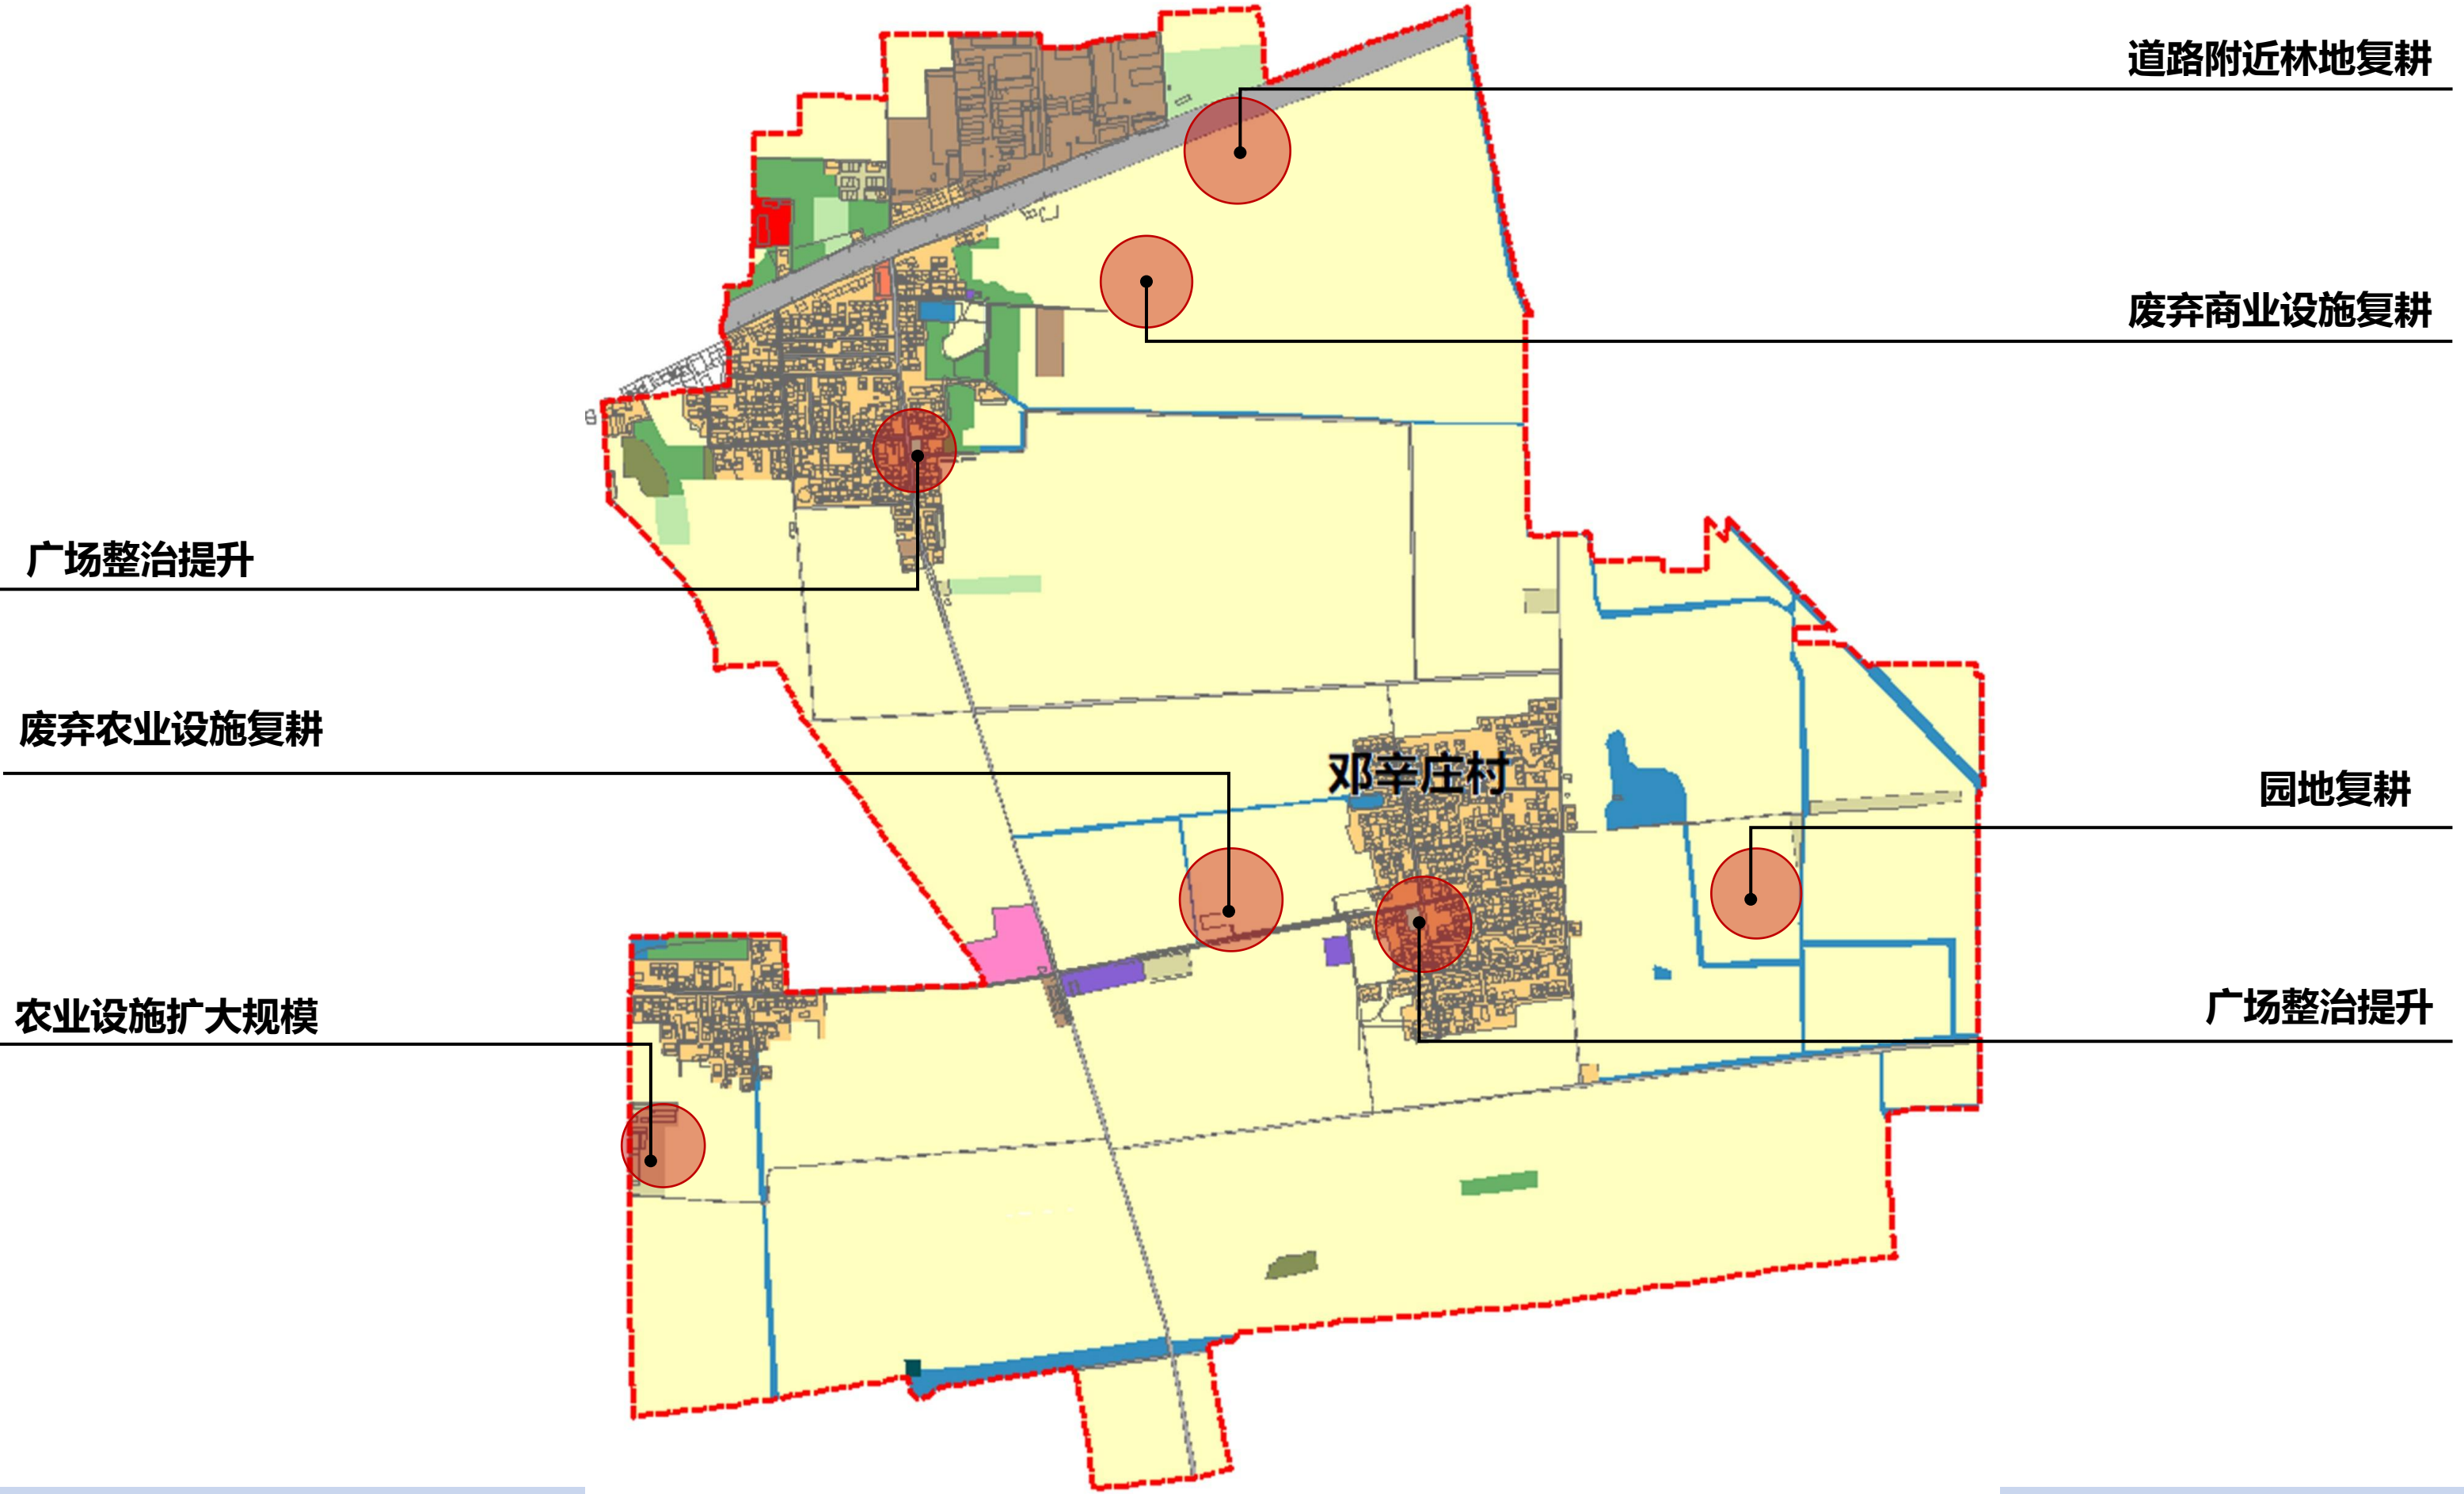 道路附近林地复耕
废弃商业设施复耕
广场整治提升
废弃农业设施复耕
邓辛庄村
园地复耕
农业设施扩大规模
广场整治提升